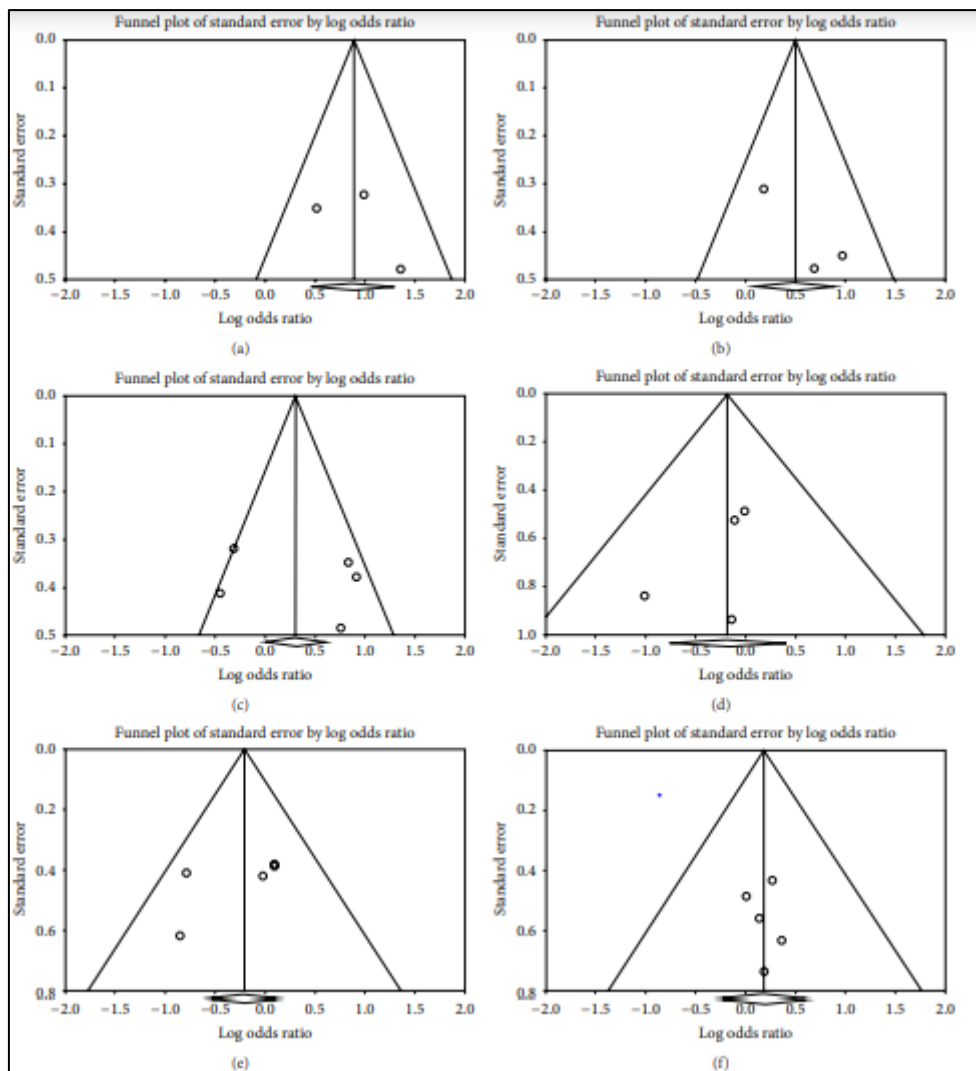 Funnel plot of standard error by log odds ratio
0.0
0.1
0.2
0.3
0.4
0.5
Standard error
−2.0 −1.5 −1.0 −0.5 0.0 0.5 1.0 1.5 2.0
Log odds ratio
(a)
Funnel plot of standard error by log odds ratio
0.0
0.1
0.2
0.3
0.4
0.5
Standard error
−2.0 −1.5 −1.0 −0.5 0.0 0.5 1.0 1.5 2.0
Log odds ratio
(b)
Funnel plot of standard error by log odds ratio
0.0
0.1
0.2
0.3
0.4
0.5
Standard error
−2.0 −1.5 −1.0 −0.5 0.0 0.5 1.0 1.5 2.0
Log odds ratio
(c)
Funnel plot of standard error by log odds ratio
0.0
0.2
0.4
0.6
0.8
1.0
Standard error
−2.0 −1.5 −1.0 −0.5 0.0 0.5 1.0 1.5 2.0
Log odds ratio
(d)
Funnel plot of standard error by log odds ratio
0.0
0.2
0.4
0.6
0.8
Standard error
−2.0 −1.5 −1.0 −0.5 0.0 0.5 1.0 1.5 2.0
Log odds ratio
(e)
Funnel plot of standard error by log odds ratio
0.0
0.2
0.4
0.6
0.8
Standard error
−2.0 −1.5 −1.0 −0.5 0.0 0.5 1.0 1.5 2.0
Log odds ratio
(f)